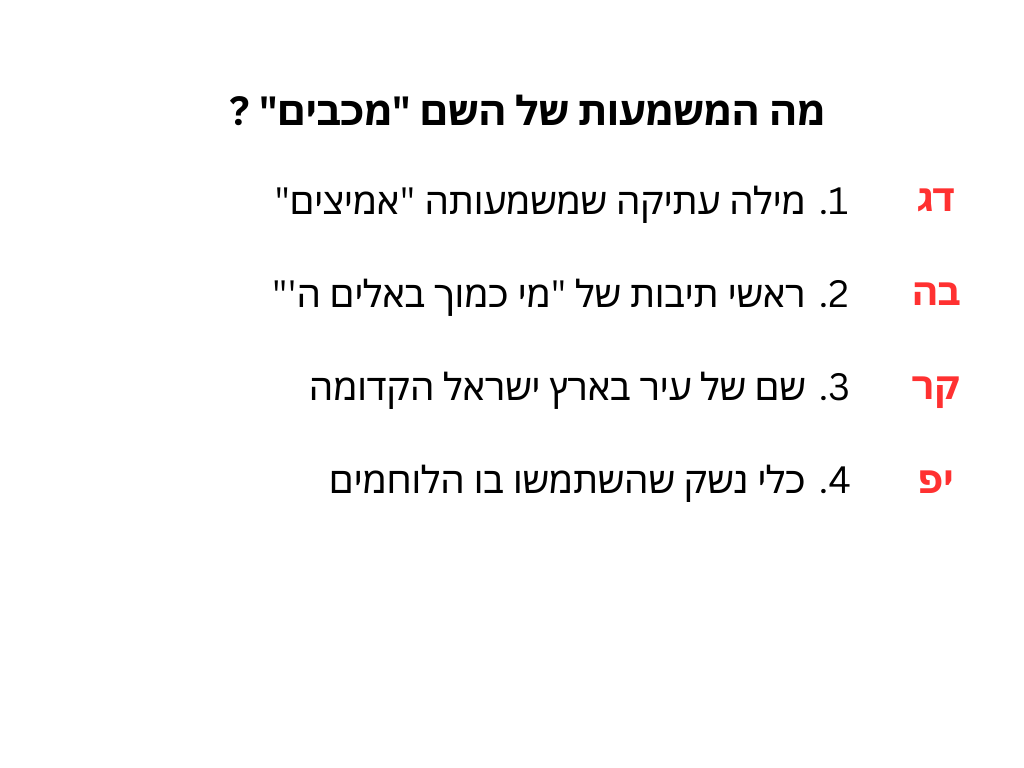 מה המשמעות של השם "מכבים" ?
דג 1. מילה עתיקה שמשמעותה "אמיצים"
בה 2. ראשי תיבות של "מי כמוך באלים ה'"
קר 3. שם של עיר בארץ ישראל הקדומה
יפ 4. כלי נשק שהשתמשו בו הלוחמים